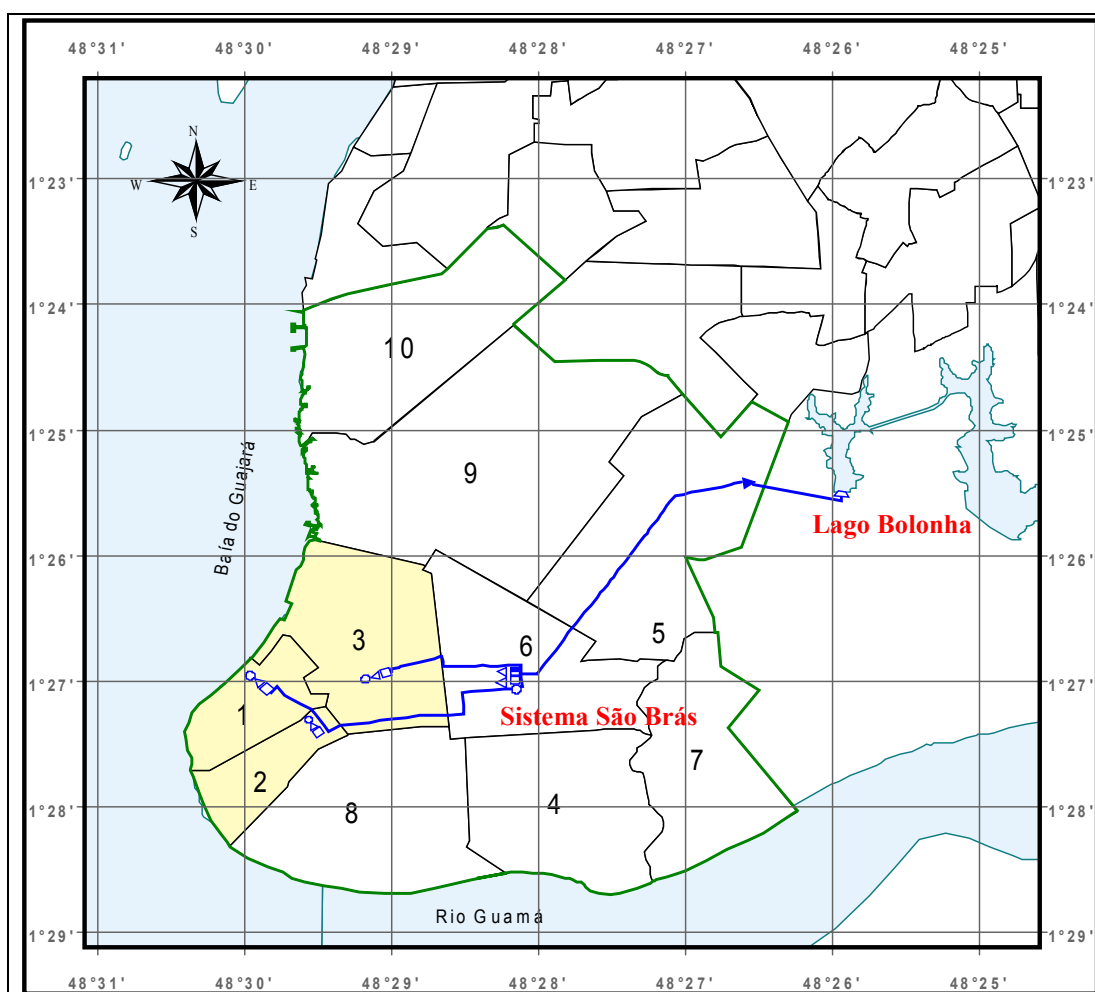 48°31' 48°30' 48°29' 48°28' 48°27' 48°26' 48°25'
N
W E
S
1°23' 1°23'
1°24' 1°24'
10
1°25' 1°25'
9
Baía do Guajará
Lago Bolonha
1°26' 1°26'
3
6
5
1°27' 1°27'
1
Sistema São Brás
7
2
4
8
1°28' 1°28'
Rio Guamá
1°29' 1°29'
48°31' 48°30' 48°29' 48°28' 48°27' 48°26' 48°25'